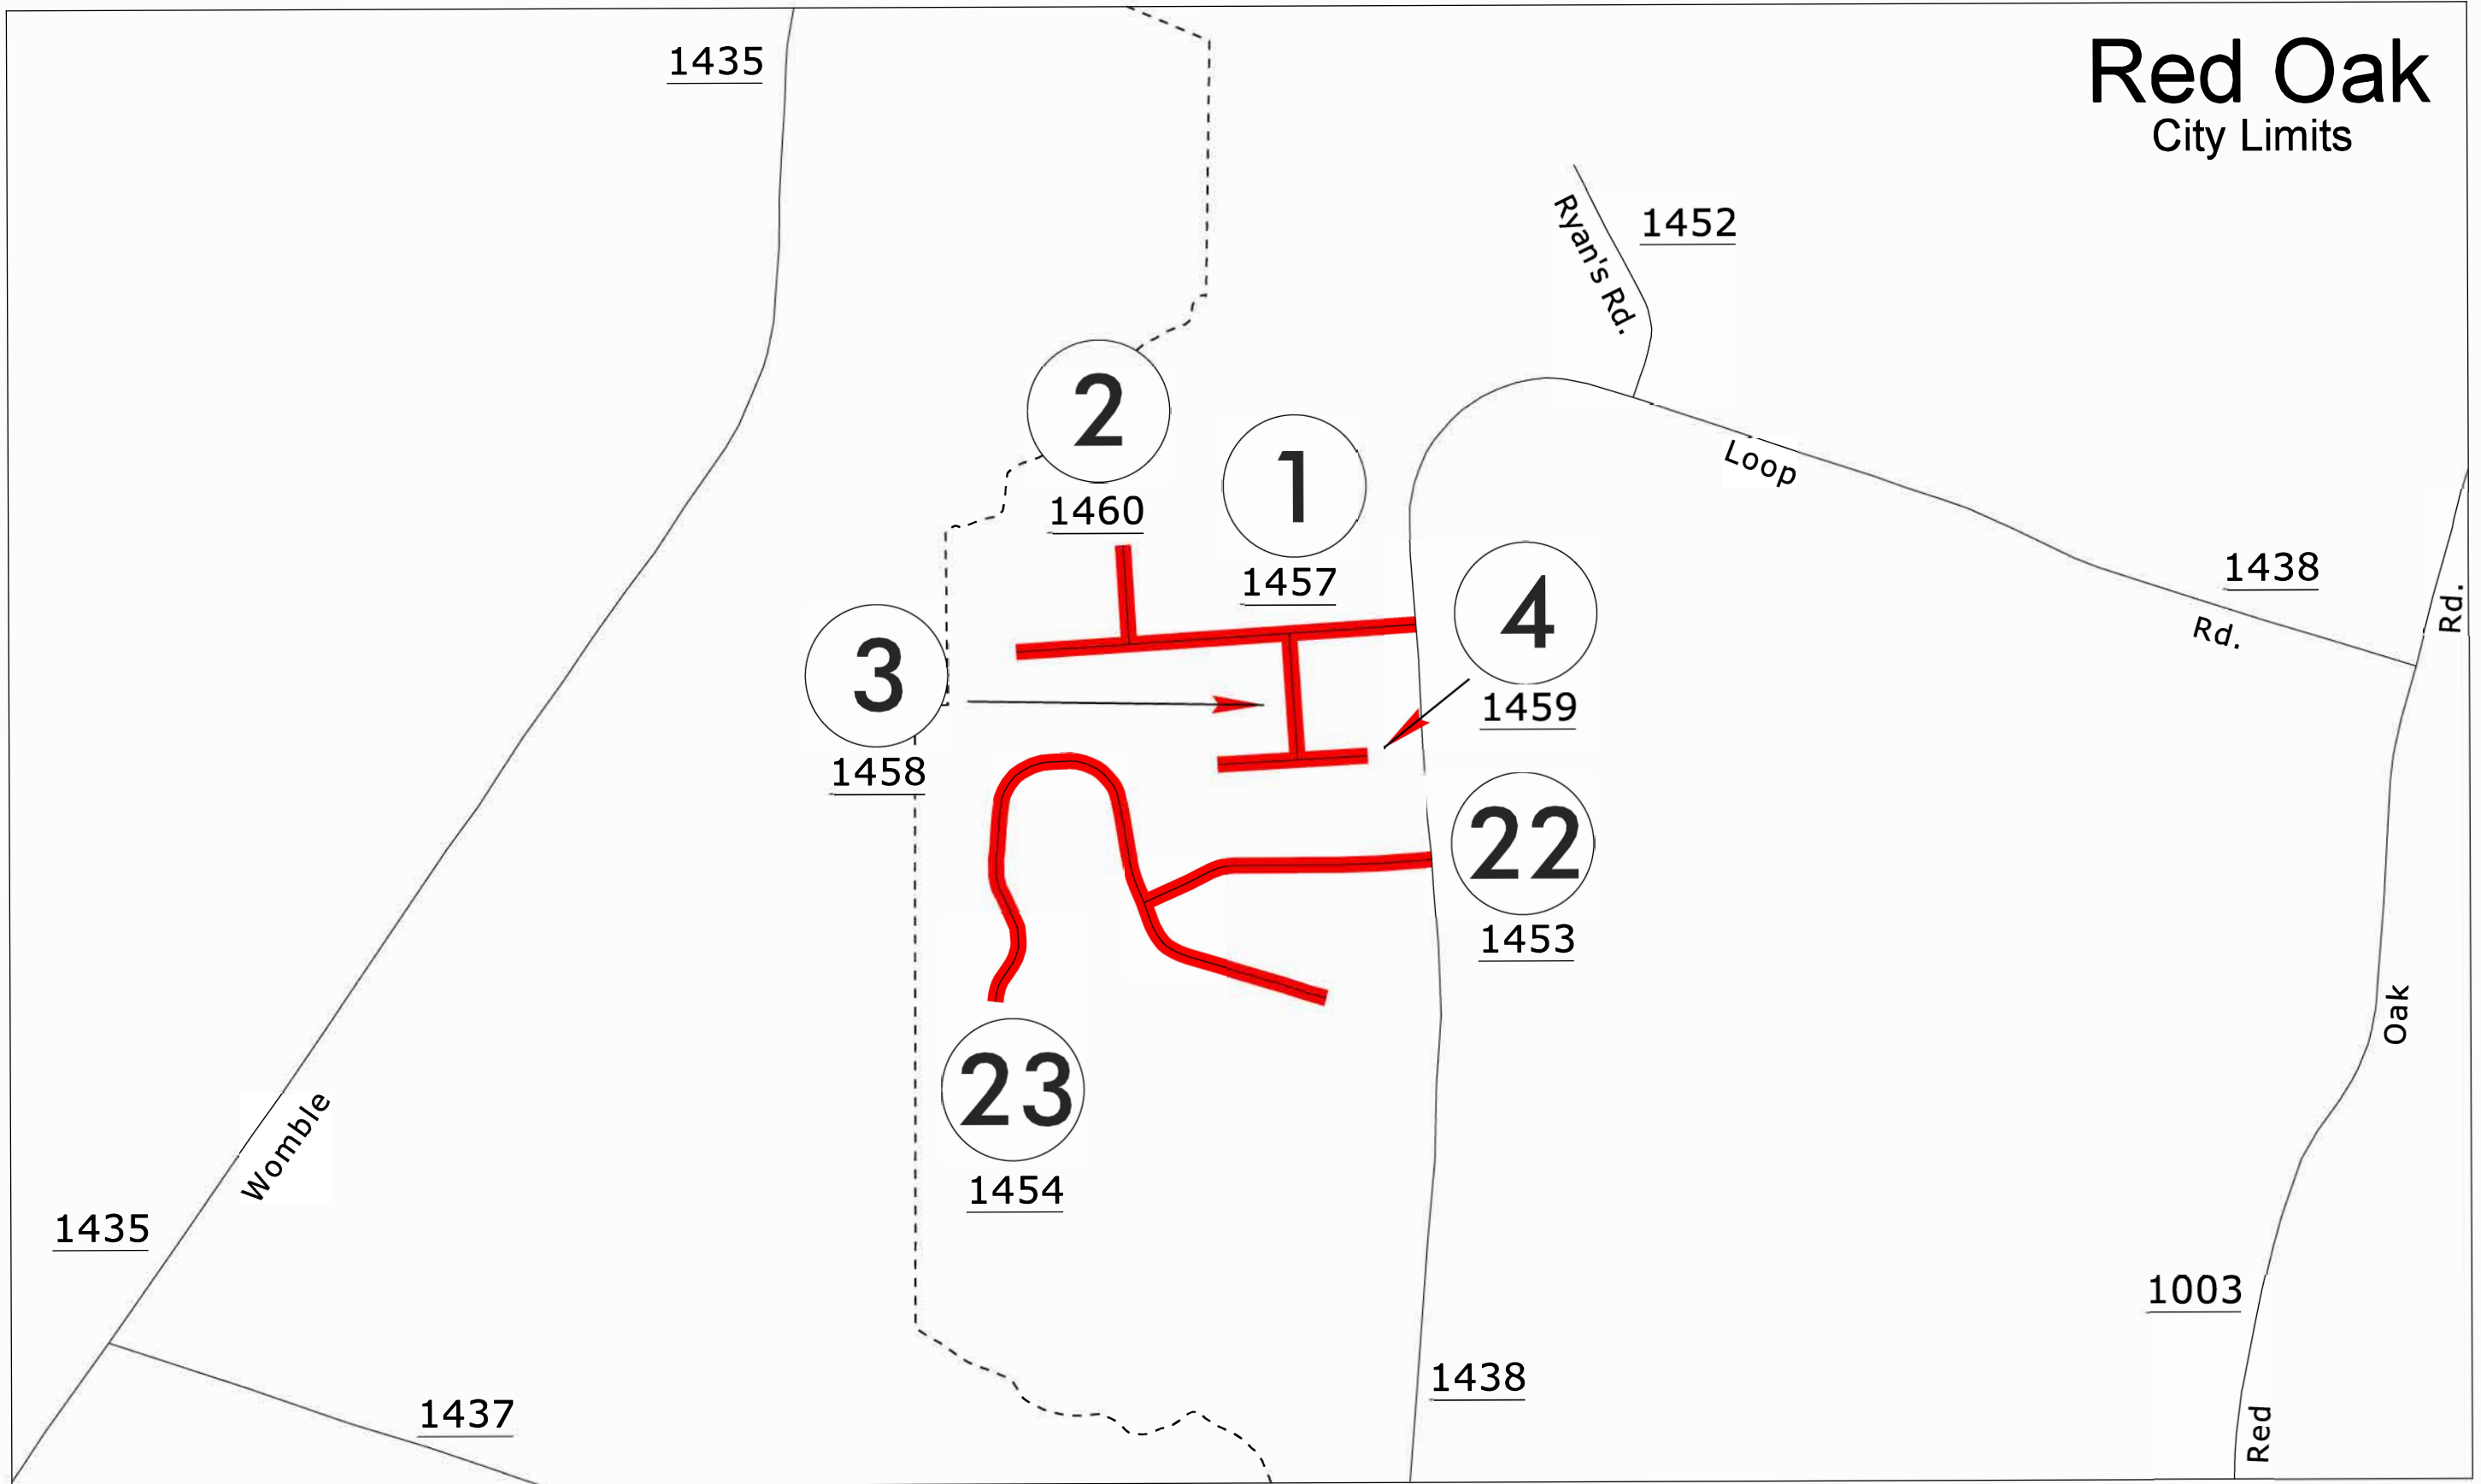 1435
Red Oak
City Limits
Ryan's Rd.
1452
2
1460
1
1457
Loop
1438
Rd.
Rd.
4
1459
3
1458
22
1453
Oak
23
1454
Womble
1435
1003
1438
1437
Red